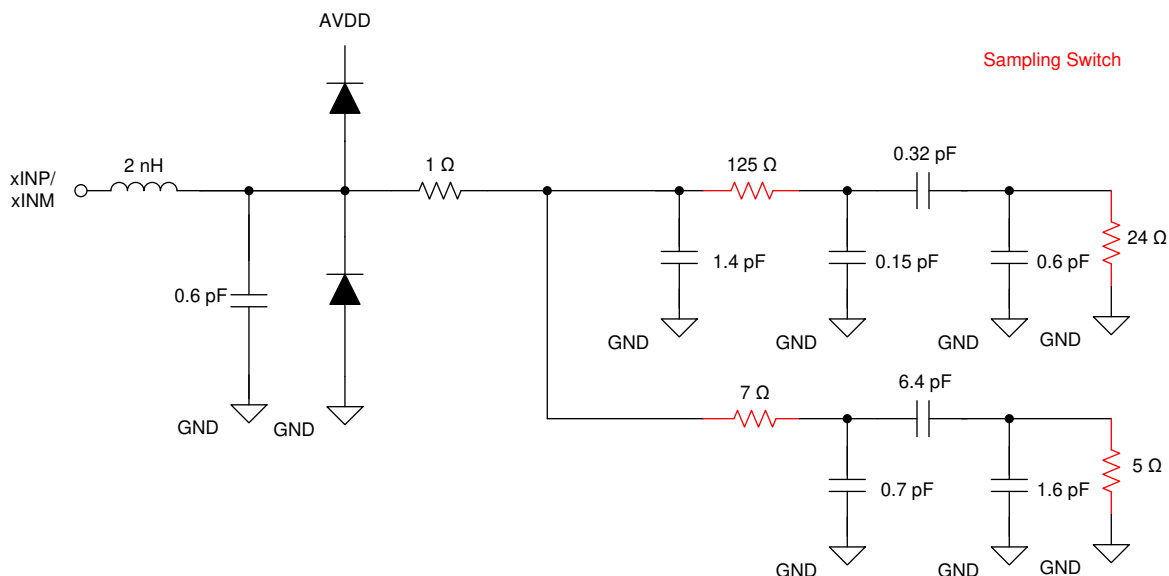 AVDD
Sampling Switch
2 nH
1 Ω
125 Ω
0.32 pF
xINP/
xINM
24 Ω
1.4 pF
0.15 pF
0.6 pF
0.6 pF
GND
GND
GND
GND
7 Ω
6.4 pF
GND
GND
5 Ω
0.7 pF
1.6 pF
GND
GND
GND